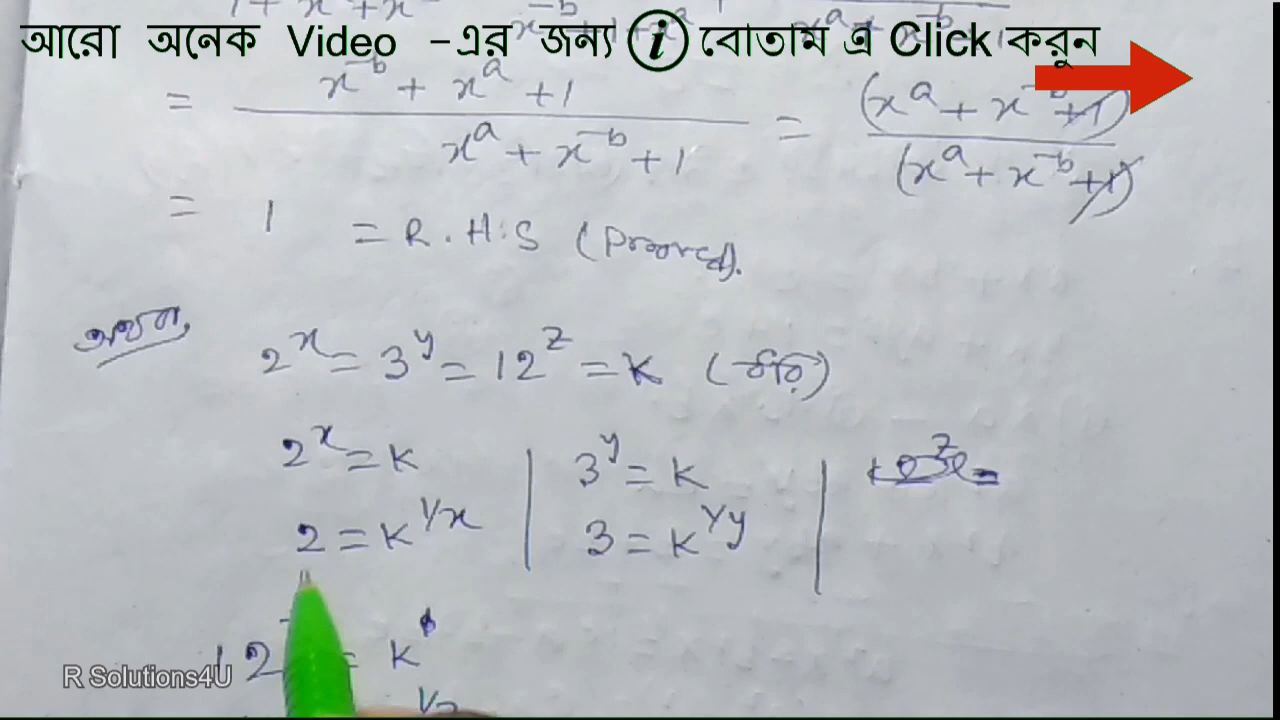 আরো অনেক Video -এর জন্য i বোতাম এ Click করুন
= x^-b + x^a + 1 / x^a + x^-b + 1 = (x^a + x^-b + 1) / (x^a + x^-b + 1)
= 1 = R.H.S (Proved).
অথবা,
2^x = 3^y = 12^z = K (ধরি)
2^x = K | 3^y = K | 12^z =
2 = K^1/x | 3 = K^1/y |
12 = K
R Solutions4U